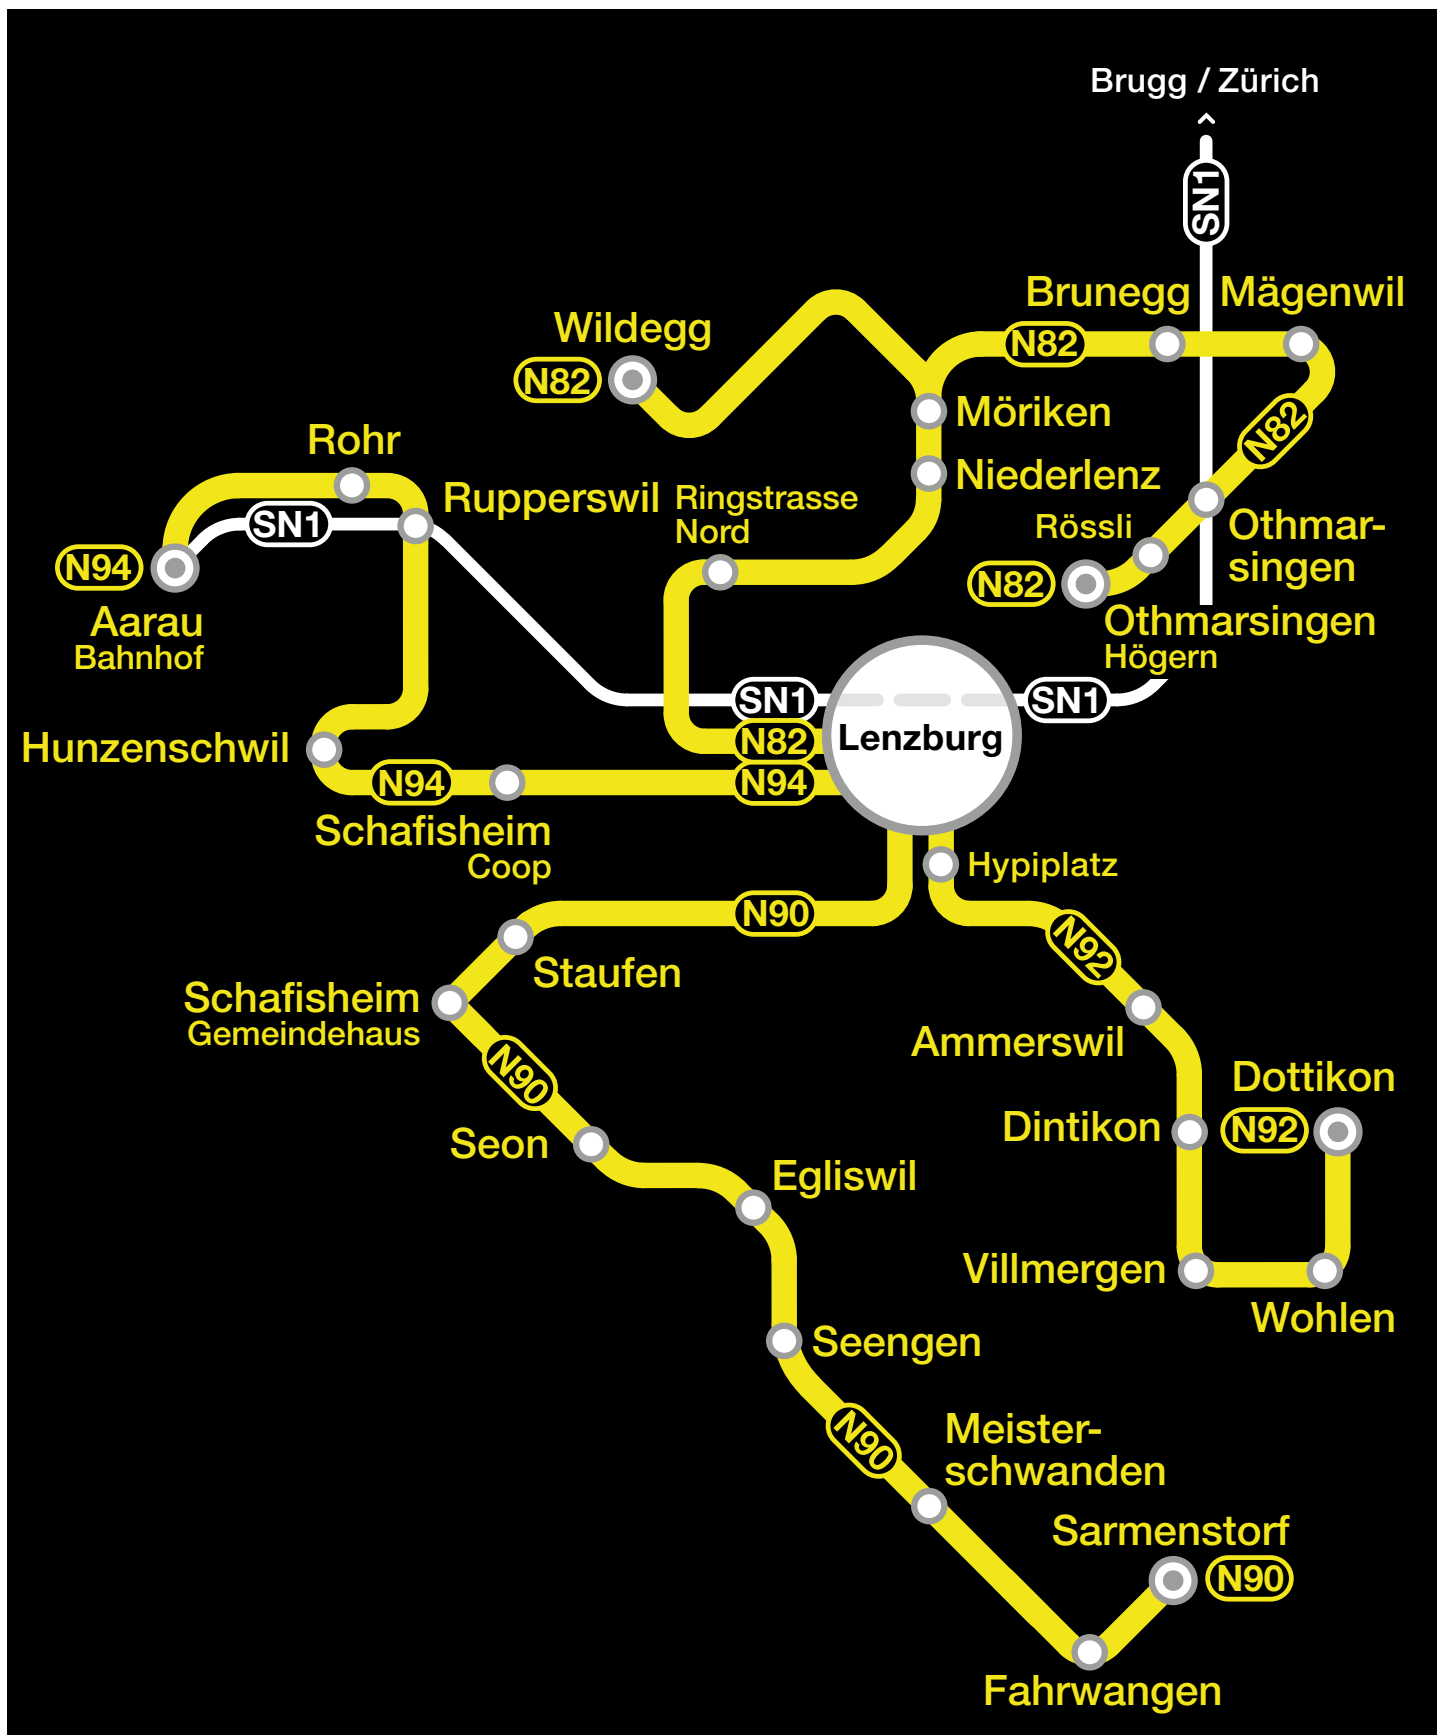 Brugg / Zürich
SN1
Brunegg
Mägenwil
Wildegg
N82
N82
N82
Möriken
Rohr
Niederlenz
Rupperswil
Ringstrasse
Nord
SN1
Rössli
Othmar-
singen
N94
N82
Aarau
Bahnhof
Othmarsingen
Högern
SN1
SN1
Lenzburg
N82
Hunzenschwil
N94
N94
Schafisheim
Coop
Hypiplatz
N90
N92
Staufen
Schafisheim
Gemeindehaus
Ammerswil
N90
Dottikon
Dintikon
N92
Seon
Egliswil
Villmergen
Wohlen
Seengen
N90
Meister-
schwanden
Sarmenstorf
N90
Fahrwangen